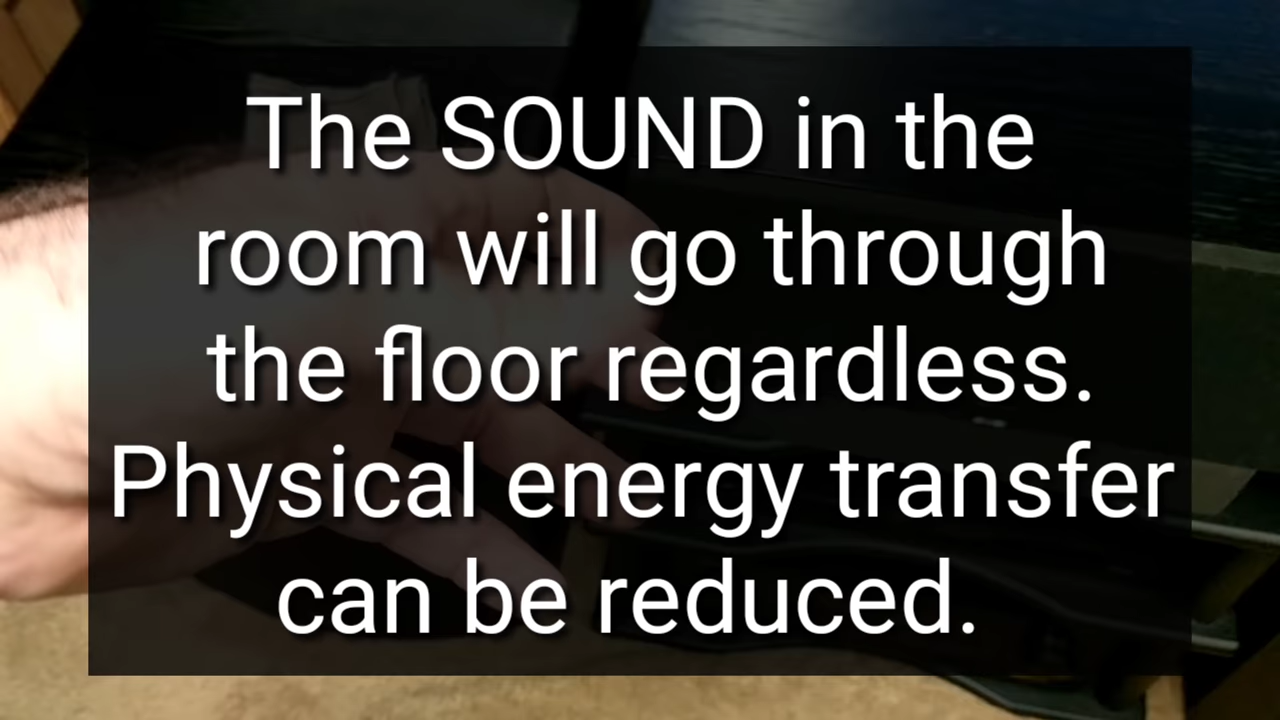 The SOUND in the
room will go through
the floor regardless.
Physical energy transfer
can be reduced.